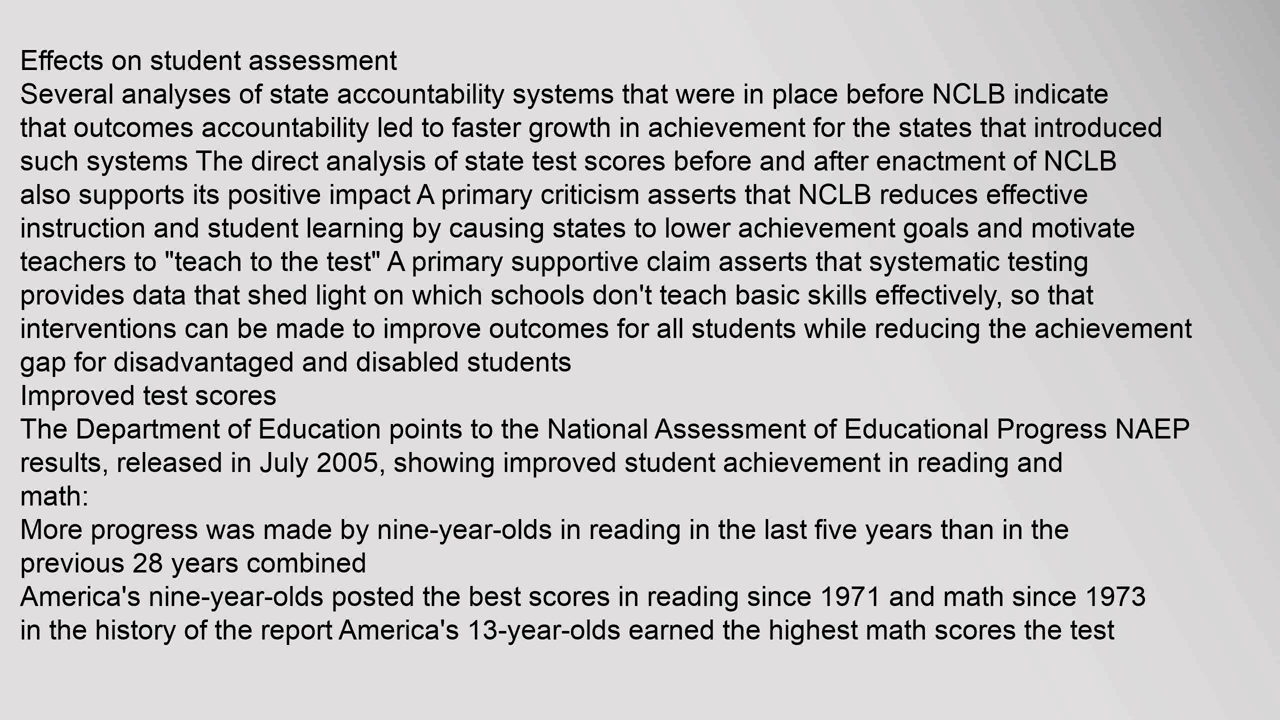 Effects on student assessment
Several analyses of state accountability systems that were in place before NCLB indicate
that outcomes accountability led to faster growth in achievement for the states that introduced
such systems The direct analysis of state test scores before and after enactment of NCLB
also supports its positive impact A primary criticism asserts that NCLB reduces effective
instruction and student learning by causing states to lower achievement goals and motivate
teachers to "teach to the test" A primary supportive claim asserts that systematic testing
provides data that shed light on which schools don't teach basic skills effectively, so that
interventions can be made to improve outcomes for all students while reducing the achievement
gap for disadvantaged and disabled students
Improved test scores
The Department of Education points to the National Assessment of Educational Progress NAEP
results, released in July 2005, showing improved student achievement in reading and
math:
More progress was made by nine-year-olds in reading in the last five years than in the
previous 28 years combined
America's nine-year-olds posted the best scores in reading since 1971 and math since 1973
in the history of the report America's 13-year-olds earned the highest math scores the test